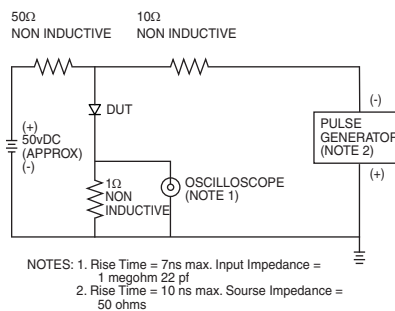 50Ω
NON INDUCTIVE
10Ω
NON INDUCTIVE
DUT
(+)
50vDC
(APPROX)
(-)
1Ω
NON
INDUCTIVE
OSCILLOSCOPE
(NOTE 1)
(-)
PULSE
GENERATOR
(NOTE 2)
(+)
NOTES: 1. Rise Time = 7ns max. Input Impedance =
1 megohm 22 pf
2. Rise Time = 10 ns max. Sourse Impedance =
50 ohms